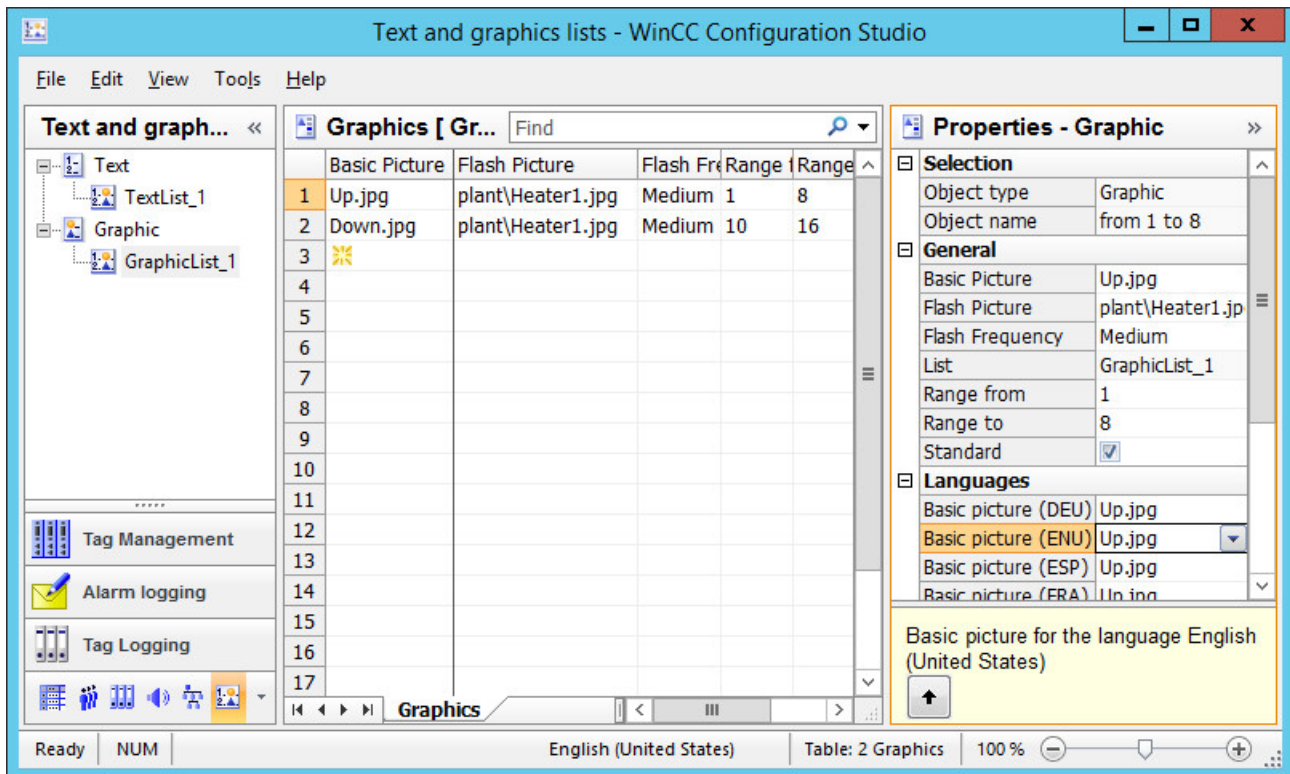 Text and graphics lists - WinCC Configuration Studio
File Edit View Tools Help
Text and graph... «
Text
TextList_1
Graphic
GraphicList_1
Tag Management
Alarm logging
Tag Logging
Graphics [ Gr... Find
Basic Picture Flash Picture Flash Fre Range f Range
1 Up.jpg plant\Heater1.jpg Medium 1 8
2 Down.jpg plant\Heater1.jpg Medium 10 16
3
4
5
6
7
8
9
10
11
12
13
14
15
16
17
Graphics
Properties - Graphic »
Selection
Object type Graphic
Object name from 1 to 8
General
Basic Picture Up.jpg
Flash Picture plant\Heater1.jp
Flash Frequency Medium
List GraphicList_1
Range from 1
Range to 8
Standard
Languages
Basic picture (DEU) Up.jpg
Basic picture (ENU) Up.jpg
Basic picture (ESP) Up.jpg
Basic picture (FRA) Up.jpg
Basic picture for the language English
(United States)
Ready NUM English (United States) Table: 2 Graphics 100 %